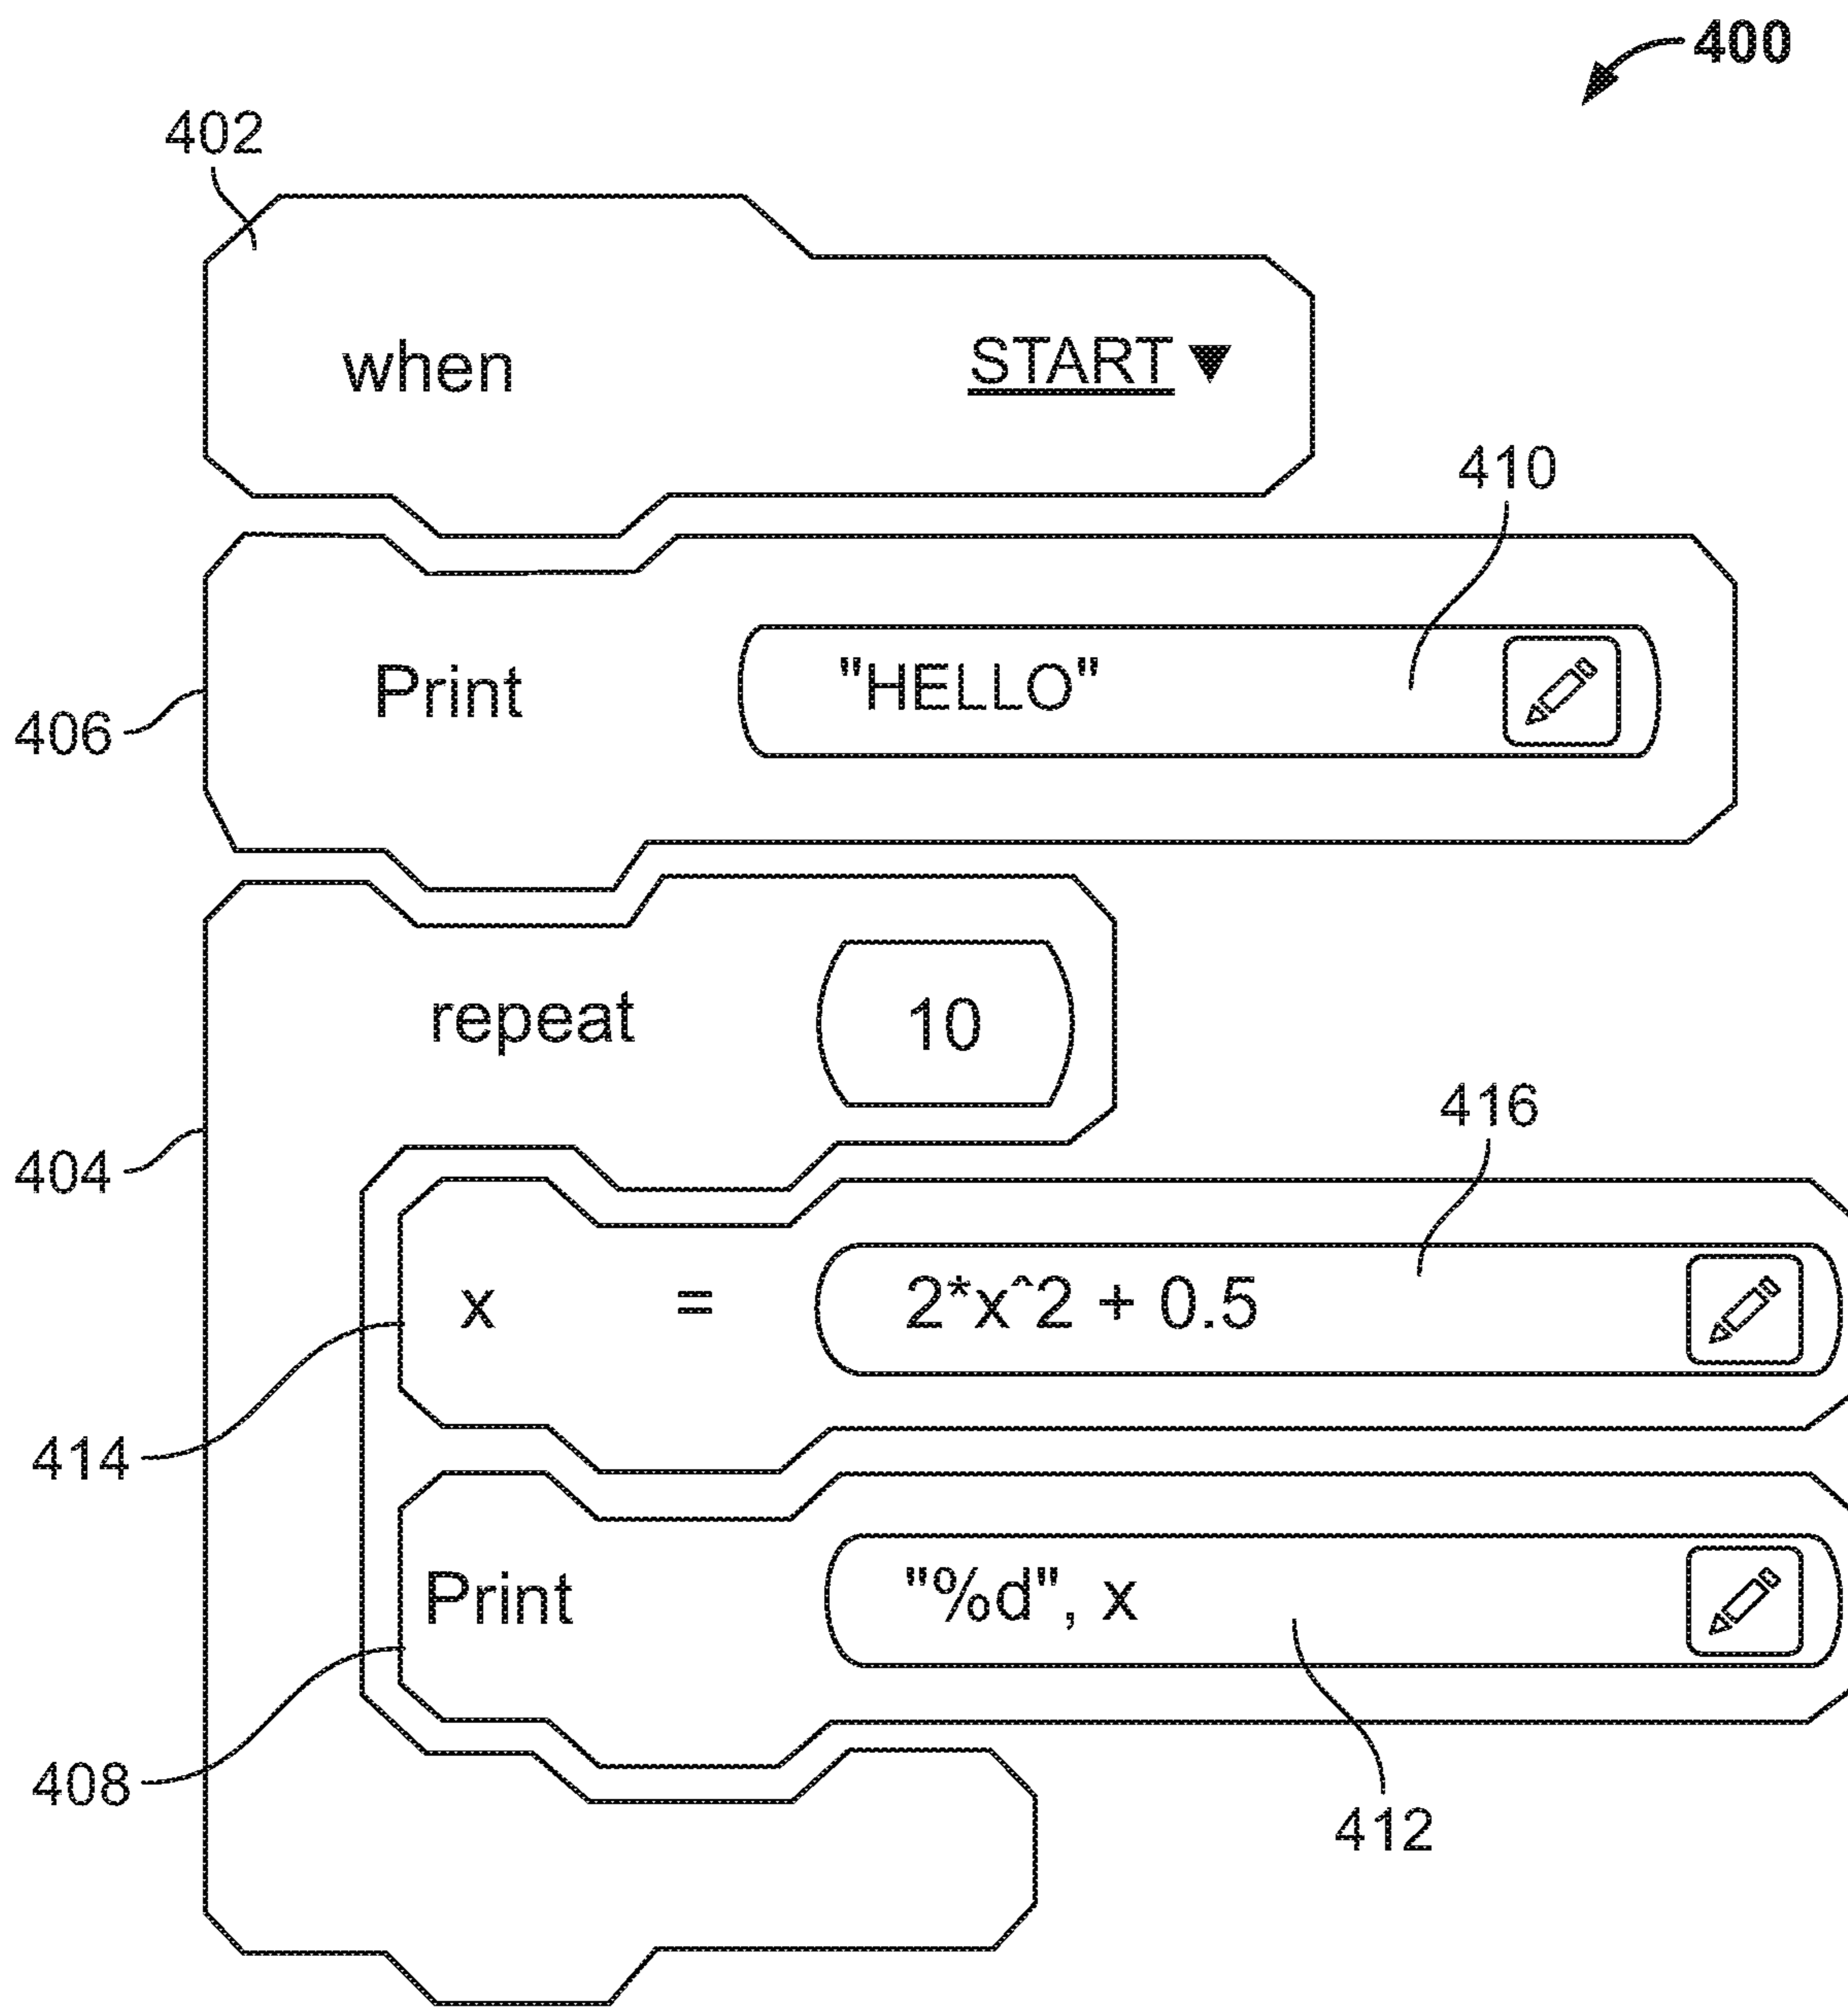 400
402
when START ▼
410
Print "HELLO"
406
repeat 10
416
404
x = 2*x^2 + 0.5
414
Print "%d", x
408
412